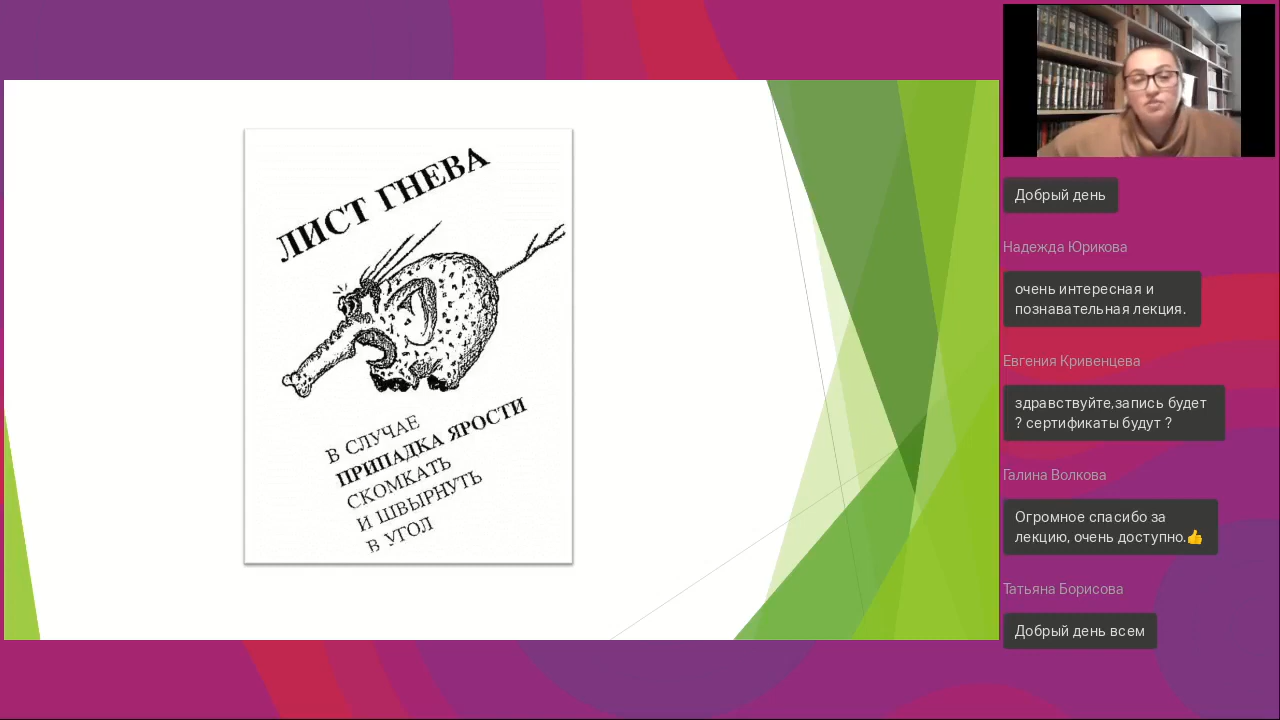 ЛИСТ ГНЕВА
В СЛУЧАЕ
ПРИПАДКА ЯРОСТИ
СКОМКАТЬ
И ШВЫРНУТЬ
В УГОЛ
Добрый день
Надежда Юрикова
очень интересная и
познавательная лекция.
Евгения Кривенцева
здравствуйте,запись будет
? сертификаты будут ?
Галина Волкова
Огромное спасибо за
лекцию, очень доступно.👍
Татьяна Борисова
Добрый день всем